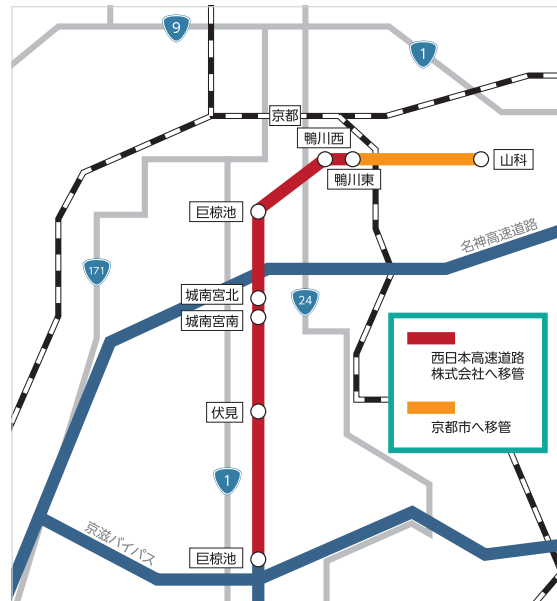 9
1
京都
鴨川西
鴨川東
山科
巨椋池
名神高速道路
171
城南宮北
24
城南宮南
西日本高速道路
株式会社へ移管
伏見
京都市へ移管
1
京滋バイパス
巨椋池